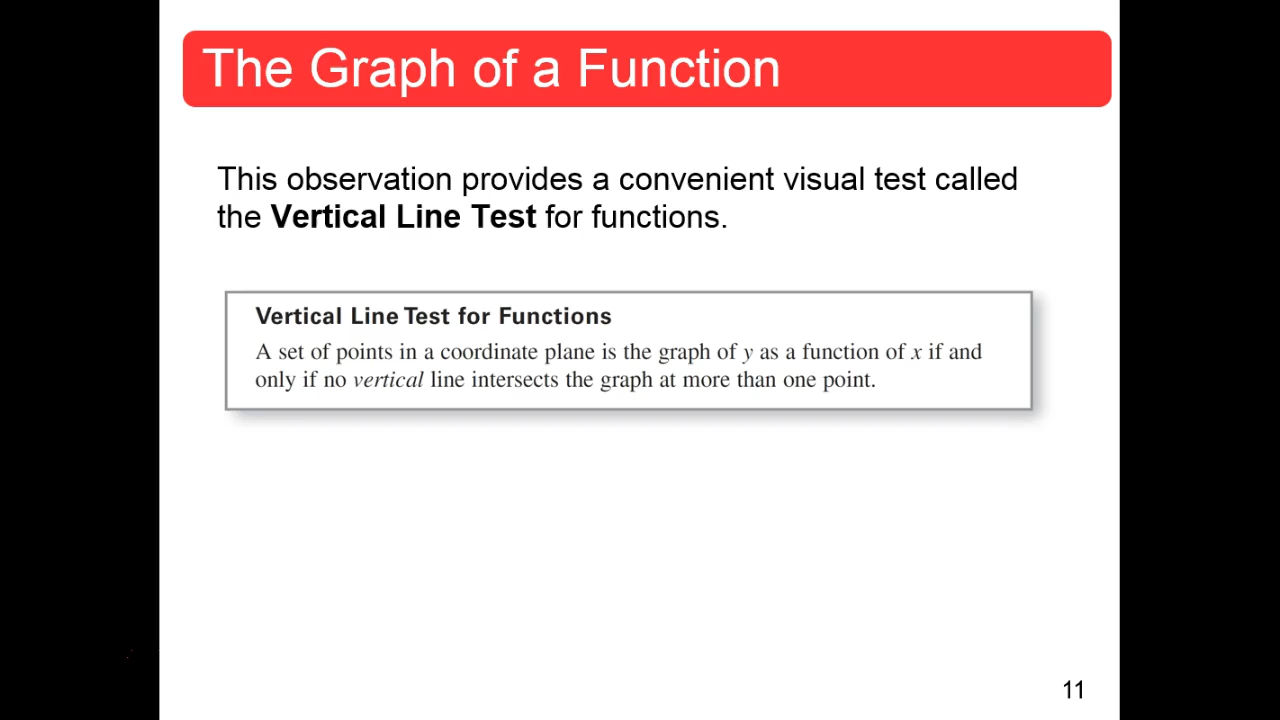 The Graph of a Function
This observation provides a convenient visual test called
the Vertical Line Test for functions.
Vertical Line Test for Functions
A set of points in a coordinate plane is the graph of y as a function of x if and
only if no vertical line intersects the graph at more than one point.
11